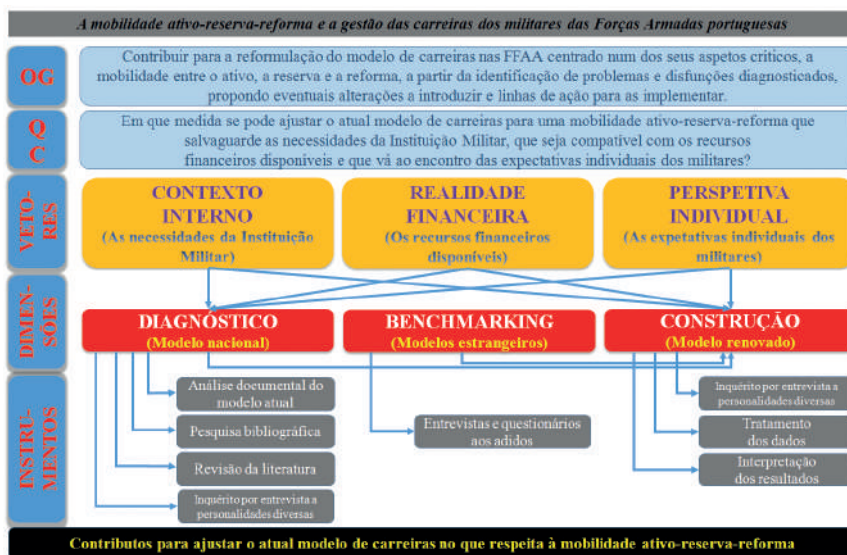 A mobilidade ativo-reserva-reforma e a gestão das carreiras dos militares das Forças Armadas portuguesas
OG
Contribuir para a reformulação do modelo de carreiras nas FFAA centrado num dos seus aspetos criticos, a
mobilidade entre o ativo, a reserva e a reforma, a partir da identificação de problemas e disfunções diagnosticados,
propondo eventuais alterações a introduzir e linhas de ação para as implementar.
Q
C
Em que medida se pode ajustar o atual modelo de carreiras para uma mobilidade ativo-reserva-reforma que
salvaguarde as necessidades da Instituição Militar, que seja compatível com os recursos
financeiros disponíveis e que vá ao encontro das expectativas individuais dos militares?
VETO-
RES
CONTEXTO
INTERNO
(As necessidades da Instituição
Militar)
REALIDADE
FINANCEIRA
(Os recursos financeiros
disponíveis)
PERSPETIVA
INDIVIDUAL
(As expetativas individuais dos
militares)
DIMEN-
SÕES
DIAGNÓSTICO
(Modelo nacional)
BENCHMARKING
(Modelos estrangeiros)
CONSTRUÇÃO
(Modelo renovado)
INSTRU-
MENTOS
Análise documental do
modelo atual
Pesquisa bibliográfica
Revisão da literatura
Inquérito por entrevista a
personalidades diversas
Entrevistas e questionários
aos adidos
Inquérito por entrevista a
personalidades diversas
Tratamento
dos dados
Interpretação
dos resultados
Contributos para ajustar o atual modelo de carreiras no que respeita à mobilidade ativo-reserva-reforma